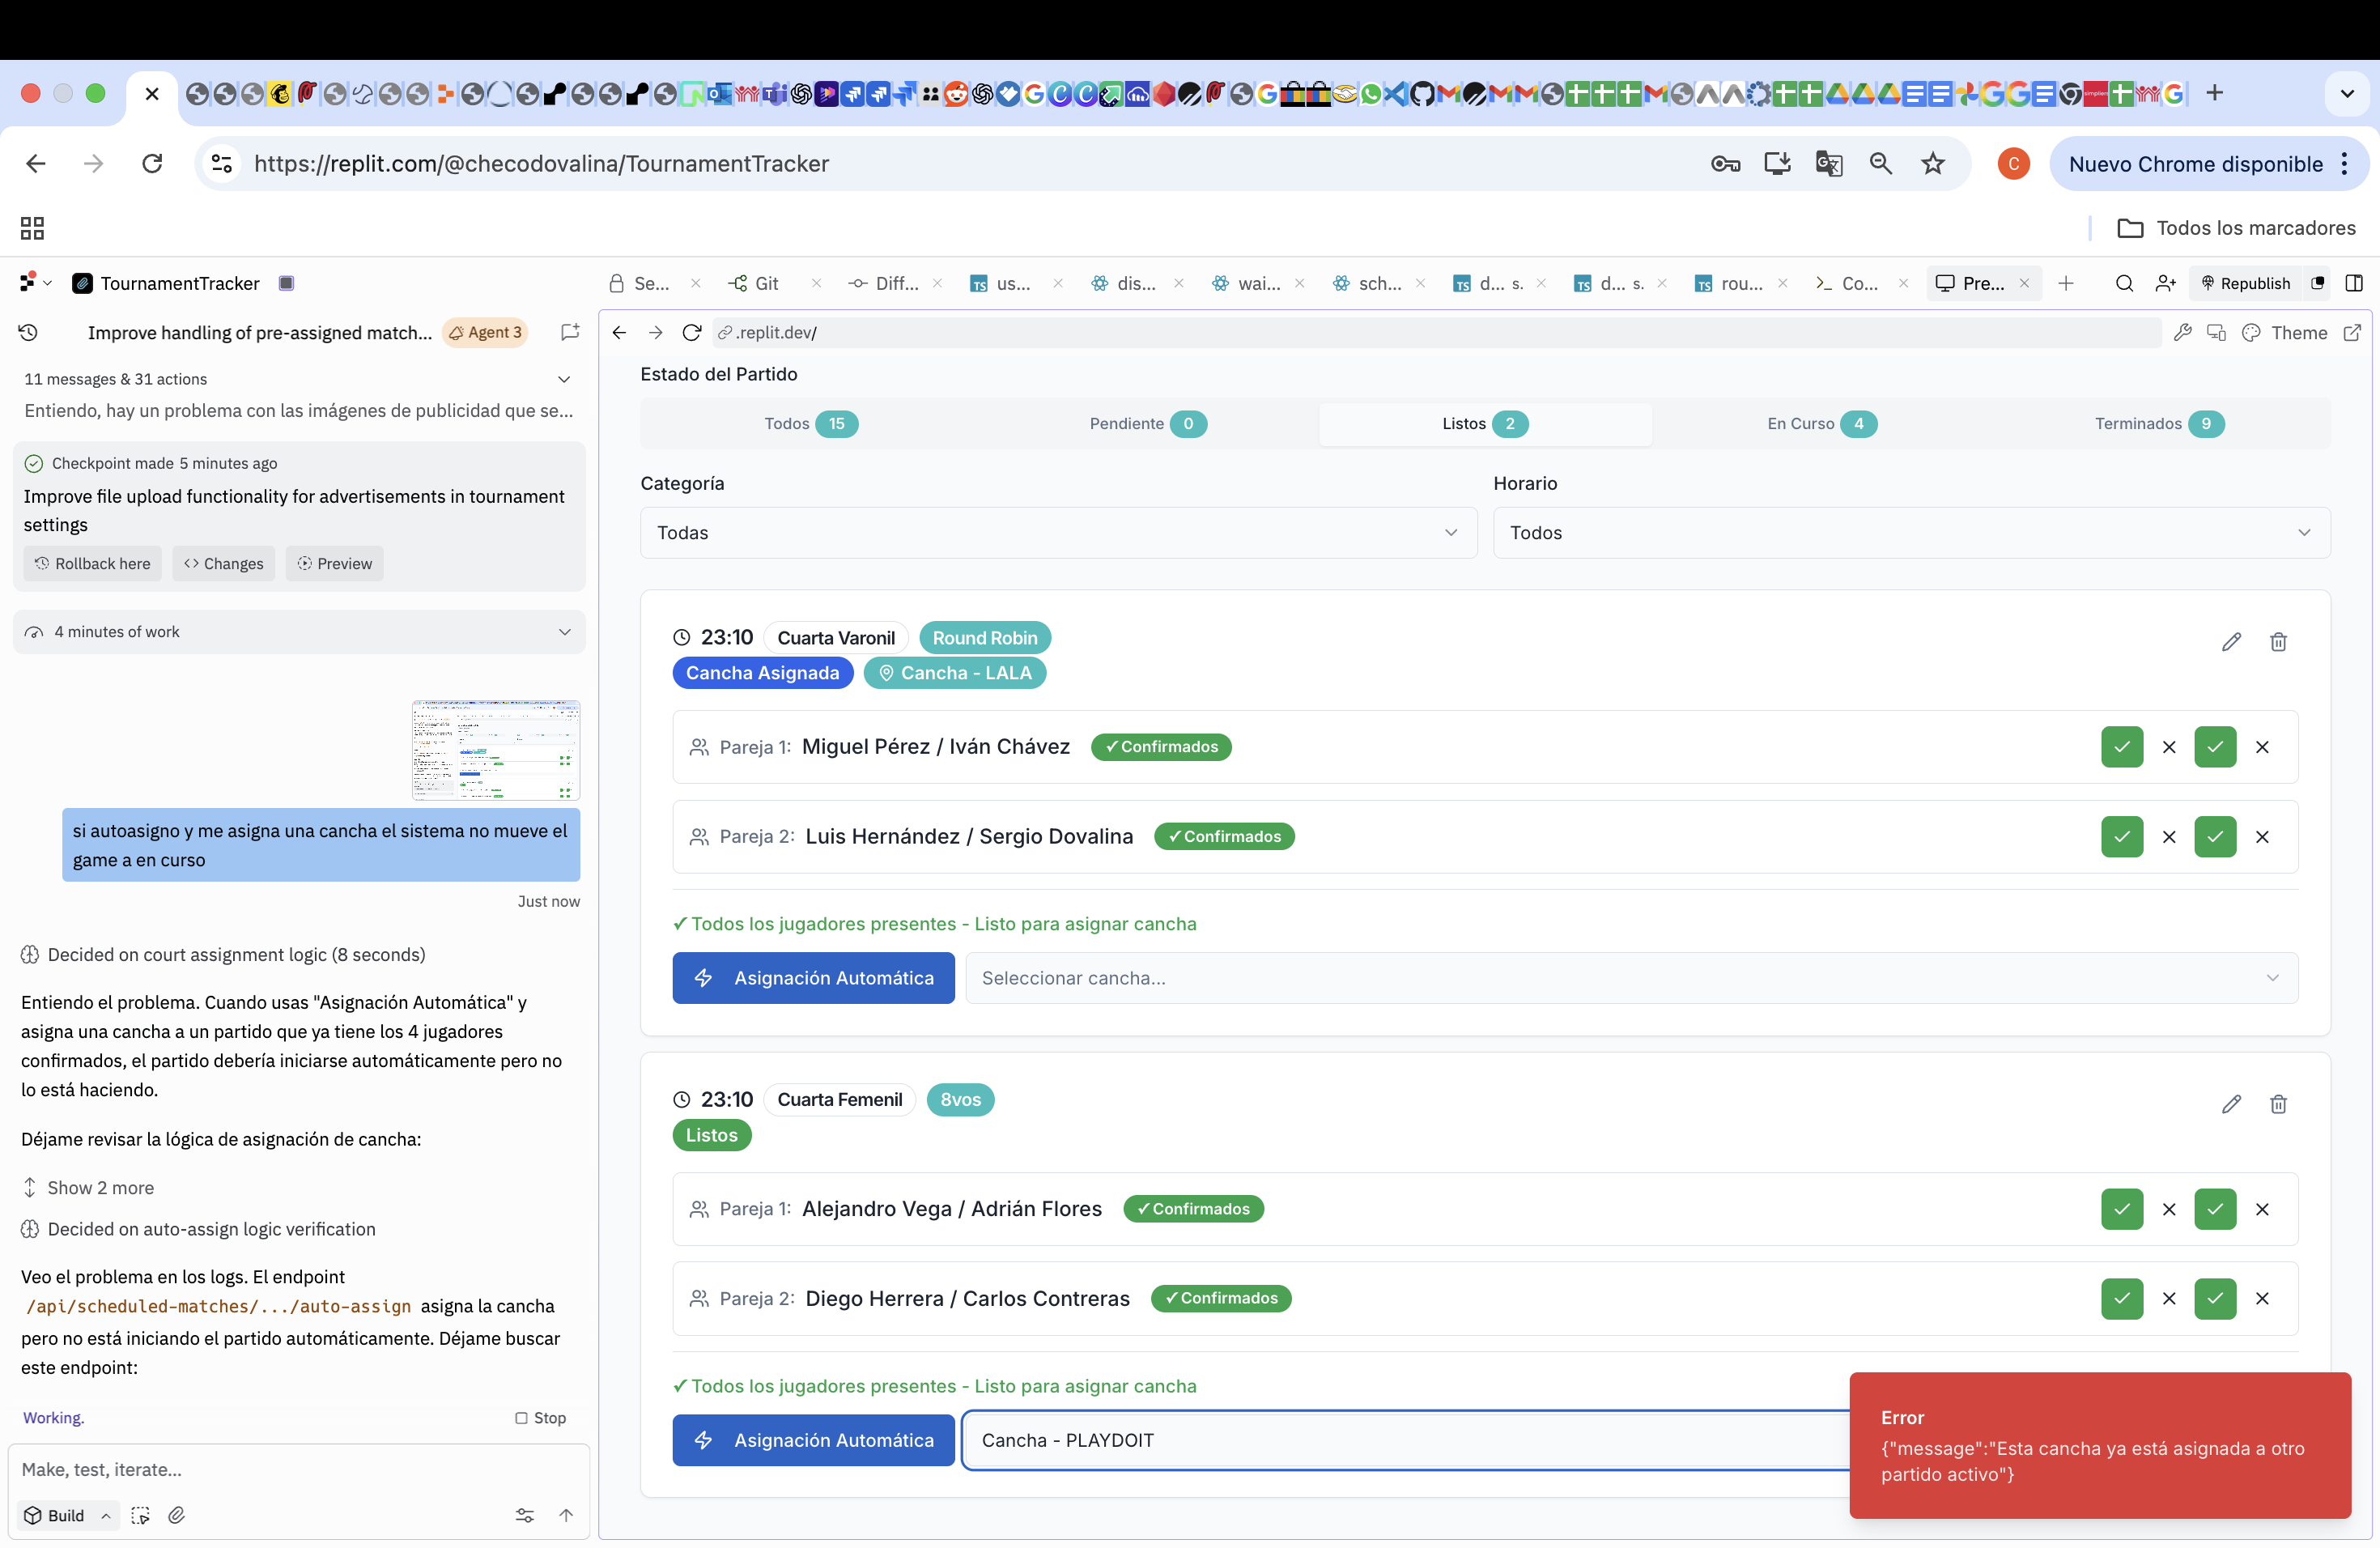 https://replit.com/@checodovalina/TournamentTracker
C
Nuevo Chrome disponible
Todos los marcadores
TournamentTracker
Se...
Git
Diff...
us...
dis...
wai...
sch...
d... s.
d... s.
rou...
Co...
Pre...
Republish
Improve handling of pre-assigned match...
Agent 3
.replit.dev/
Theme
11 messages & 31 actions
Entiendo, hay un problema con las imágenes de publicidad que se...
Checkpoint made 5 minutes ago
Improve file upload functionality for advertisements in tournament
settings
Rollback here
Changes
Preview
4 minutes of work
si autoasigno y me asigna una cancha el sistema no mueve el
game a en curso
Just now
Decided on court assignment logic (8 seconds)
Entiendo el problema. Cuando usas "Asignación Automática" y
asigna una cancha a un partido que ya tiene los 4 jugadores
confirmados, el partido debería iniciarse automáticamente pero no
lo está haciendo.
Déjame revisar la lógica de asignación de cancha:
Show 2 more
Decided on auto-assign logic verification
Veo el problema en los logs. El endpoint
/api/scheduled-matches/.../auto-assign asigna la cancha
pero no está iniciando el partido automáticamente. Déjame buscar
este endpoint:
Working.
Stop
Make, test, iterate...
Build
Estado del Partido
Todos 15
Pendiente 0
Listos 2
En Curso 4
Terminados 9
Categoría
Horario
Todas
Todos
23:10 Cuarta Varonil Round Robin
Cancha Asignada Cancha - LALA
Pareja 1: Miguel Pérez / Iván Chávez ✓ Confirmados
Pareja 2: Luis Hernández / Sergio Dovalina ✓ Confirmados
✓ Todos los jugadores presentes - Listo para asignar cancha
Asignación Automática
Seleccionar cancha...
23:10 Cuarta Femenil 8vos
Listos
Pareja 1: Alejandro Vega / Adrián Flores ✓ Confirmados
Pareja 2: Diego Herrera / Carlos Contreras ✓ Confirmados
✓ Todos los jugadores presentes - Listo para asignar cancha
Asignación Automática
Cancha - PLAYDOIT
Error
{"message":"Esta cancha ya está asignada a otro
partido activo"}